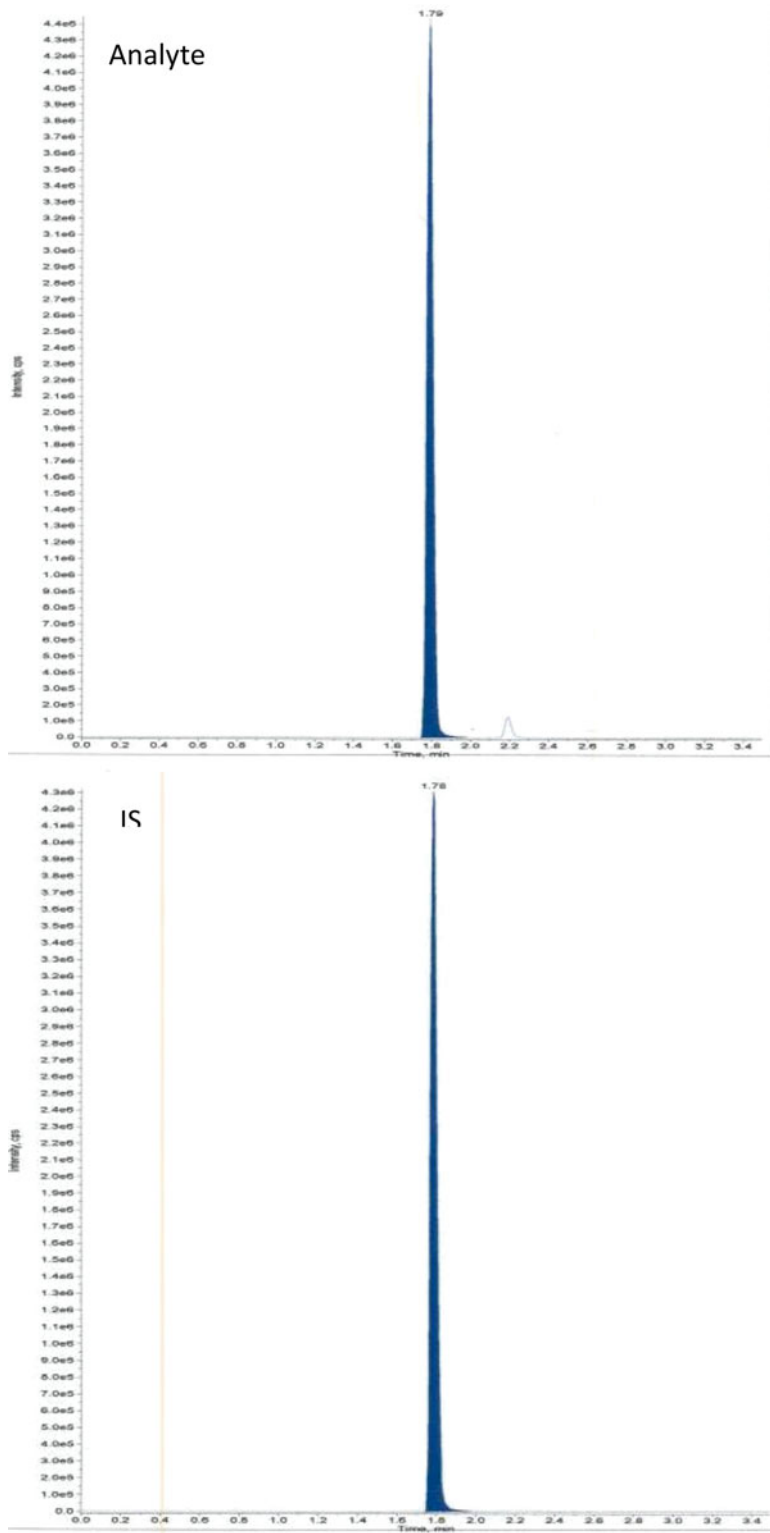 1.79
4.4e6
4.3e6
Analyte
4.2e6
4.1e6
4.0e6
3.9e6
3.8e6
3.7e6
3.6e6
3.5e6
3.4e6
3.3e6
3.2e6
3.1e6
3.0e6
2.9e6
2.8e6
2.7e6
2.6e6
2.5e6
2.4e6
2.3e6
2.2e6
2.1e6
2.0e6
1.9e6
1.8e6
1.7e6
1.6e6
1.5e6
1.4e6
1.3e6
1.2e6
1.1e6
1.0e6
9.0e5
8.0e5
7.0e5
6.0e5
5.0e5
4.0e5
3.0e5
2.0e5
1.0e5
0.0
Intensity, cps
0.0 0.2 0.4 0.6 0.8 1.0 1.2 1.4 1.6 1.8 2.0 2.2 2.4 2.6 2.8 3.0 3.2 3.4
Time, min
1.78
4.3e6
4.2e6
IS
4.1e6
4.0e6
3.9e6
3.8e6
3.7e6
3.6e6
3.5e6
3.4e6
3.3e6
3.2e6
3.1e6
3.0e6
2.9e6
2.8e6
2.7e6
2.6e6
2.5e6
2.4e6
2.3e6
2.2e6
2.1e6
2.0e6
1.9e6
1.8e6
1.7e6
1.6e6
1.5e6
1.4e6
1.3e6
1.2e6
1.1e6
1.0e6
9.0e5
8.0e5
7.0e5
6.0e5
5.0e5
4.0e5
3.0e5
2.0e5
1.0e5
0.0
Intensity, cps
0.0 0.2 0.4 0.6 0.8 1.0 1.2 1.4 1.6 1.8 2.0 2.2 2.4 2.6 2.8 3.0 3.2 3.4
Time, min